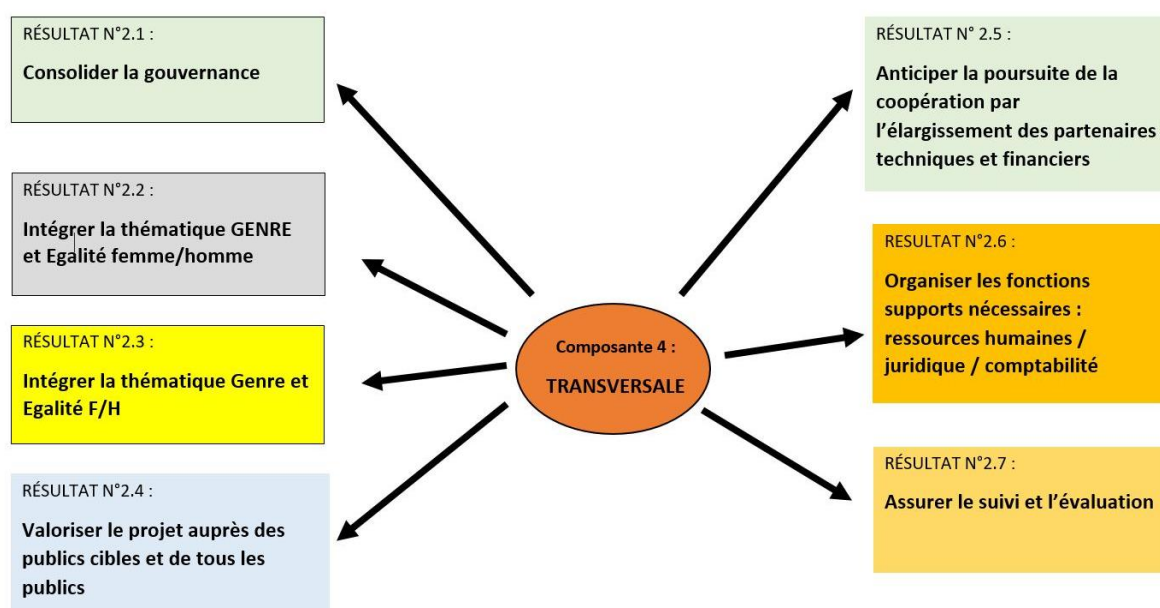 RÉSULTAT N°2.1 :
Consolider la gouvernance
RÉSULTAT N°2.2 :
Intégrer la thématique GENRE
et Egalité femme/homme
RÉSULTAT N°2.3 :
Intégrer la thématique Genre et
Egalité F/H
RÉSULTAT N°2.4 :
Valoriser le projet auprès des
publics cibles et de tous les
publics
Composante 4 :
TRANSVERSALE
RÉSULTAT N° 2.5 :
Anticiper la poursuite de la
coopération par
l’élargissement des partenaires
techniques et financiers
RESULTAT N°2.6 :
Organiser les fonctions
supports nécessaires :
ressources humaines /
juridique / comptabilité
RÉSULTAT N°2.7 :
Assurer le suivi et l’évaluation